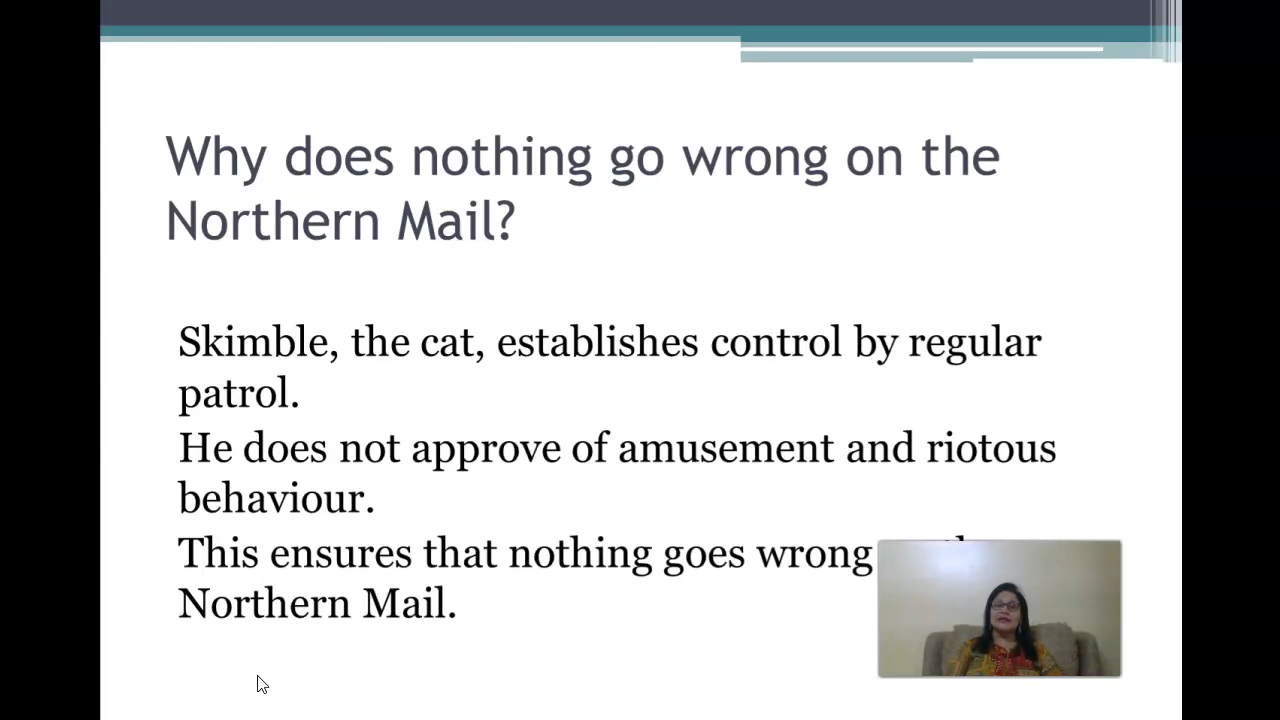 Why does nothing go wrong on the
Northern Mail?
Skimble, the cat, establishes control by regular
patrol.
He does not approve of amusement and riotous
behaviour.
This ensures that nothing goes wrong
Northern Mail.